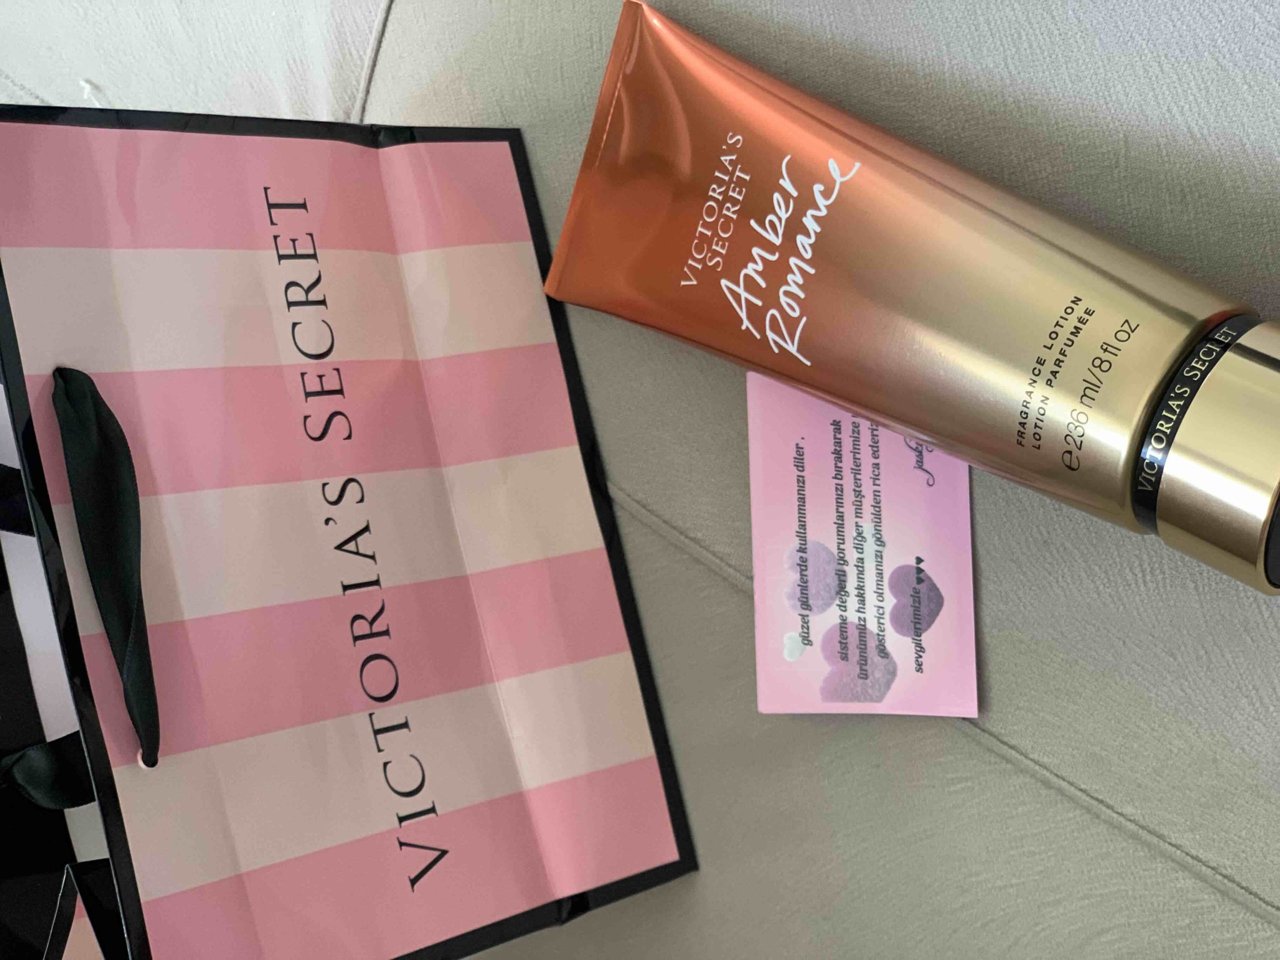 VICTORIA'S SECRET
VICTORIA'S
SECRET
Amber
Romance
FRAGRANCE LOTION
LOTION PARFUMÉE
℮236 ml/8 fl oz
VICTORIA'S SECRET
güzel günlerde kullanmanızı diler ,
sisteme değerli yorumlarınızı bırakarak
ürünümüz hakkında diğer müşterilerimize
gösterici olmanızı gönülden rica ederiz
sevgilerimizle ♥♥♥